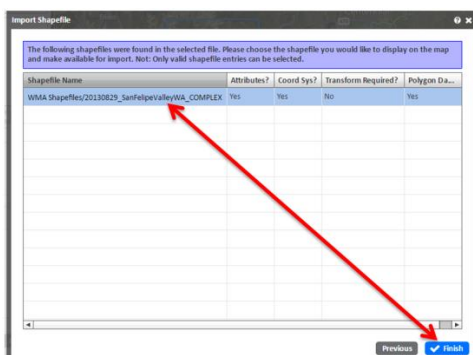 Import Shapefile
The following shapefiles were found in the selected file. Please choose the shapefile you would like to display on the map
and make available for import. Not: Only valid shapefile entries can be selected.
Shapefile Name Attributes? Coord Sys? Transform Required? Polygon Da...
WMA Shapefiles/20130829_SanFelipeValleyWA_COMPLEX Yes Yes No Yes
Previous Finish